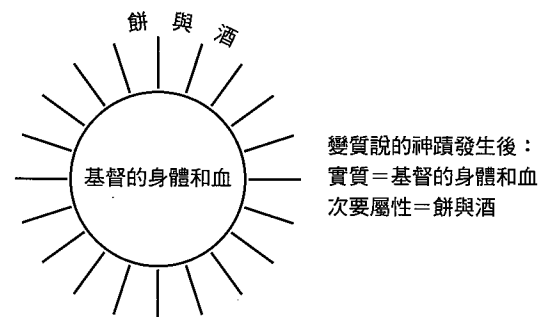 餅與酒
基督的身體和血
變質說的神蹟發生後：
實質＝基督的身體和血
次要屬性＝餅與酒